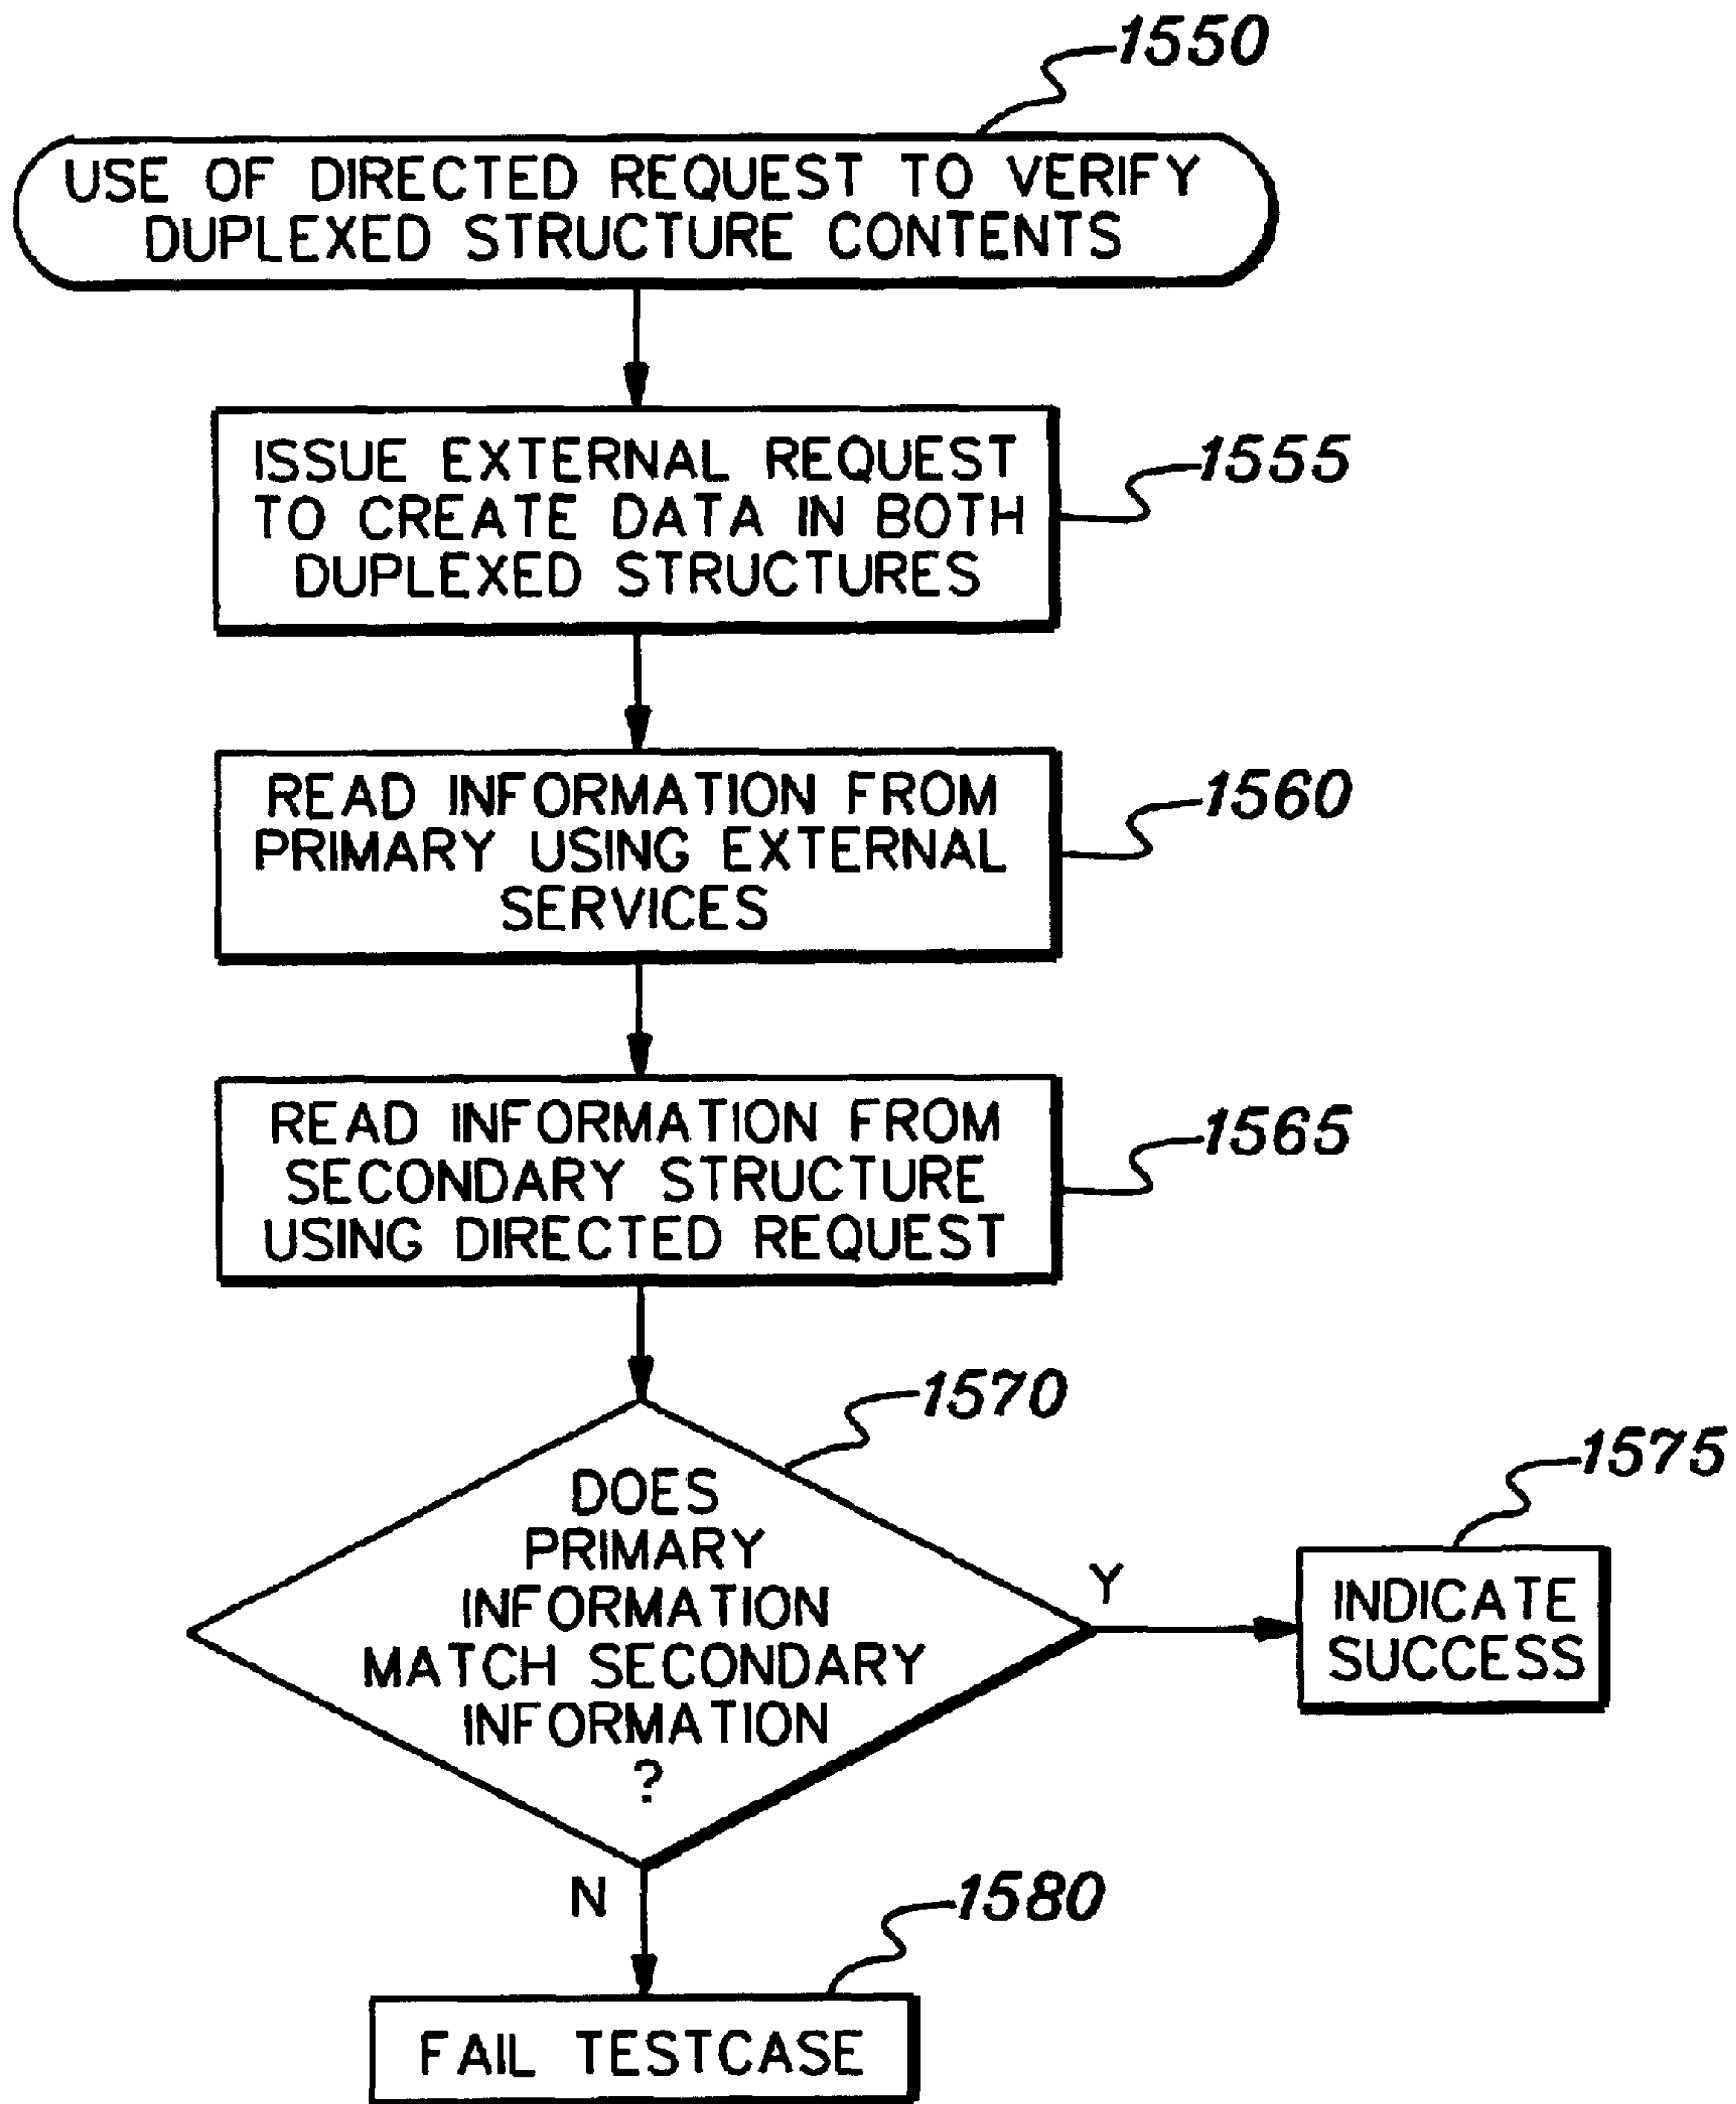 1550
USE OF DIRECTED REQUEST TO VERIFY
DUPLEXED STRUCTURE CONTENTS
ISSUE EXTERNAL REQUEST
TO CREATE DATA IN BOTH
DUPLEXED STRUCTURES
1555
READ INFORMATION FROM
PRIMARY USING EXTERNAL
SERVICES
1560
READ INFORMATION FROM
SECONDARY STRUCTURE
USING DIRECTED REQUEST
1565
1570
DOES
PRIMARY
INFORMATION
MATCH SECONDARY
INFORMATION
?
Y
1575
INDICATE
SUCCESS
N
1580
FAIL TESTCASE